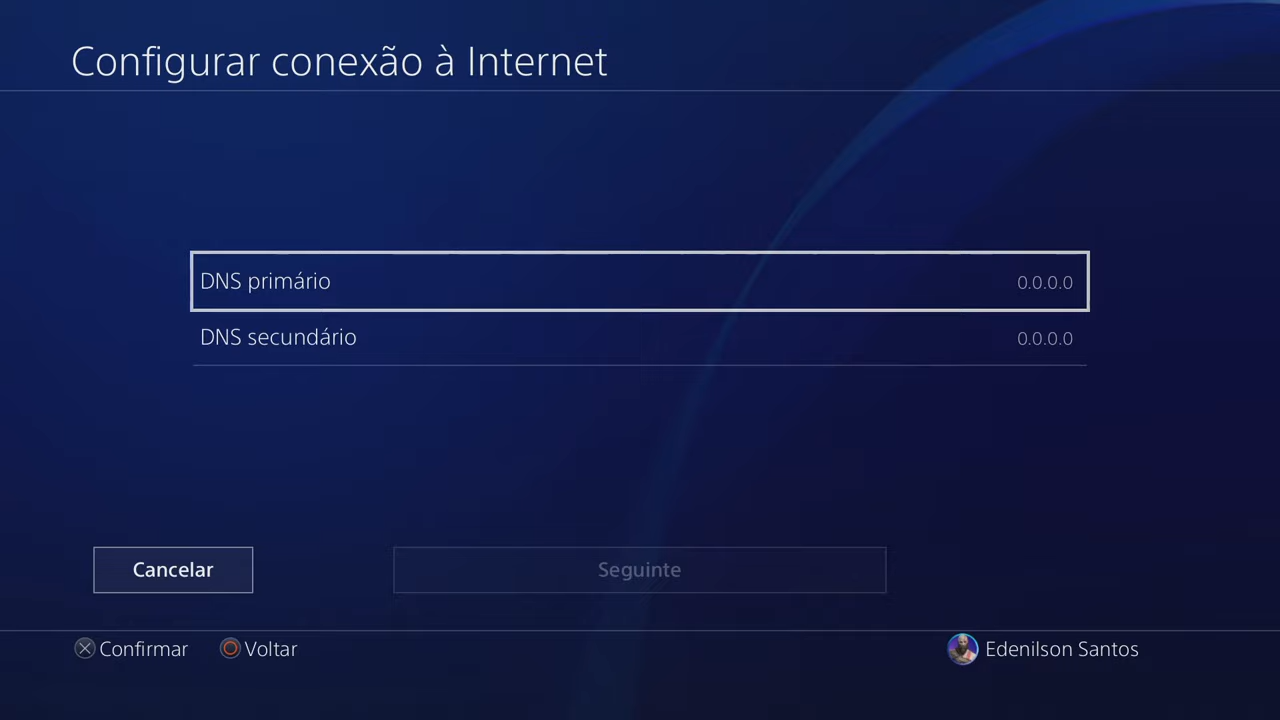 Configurar conexão à Internet
DNS primário 0.0.0.0
DNS secundário 0.0.0.0
Cancelar Seguinte
Confirmar Voltar Edenilson Santos